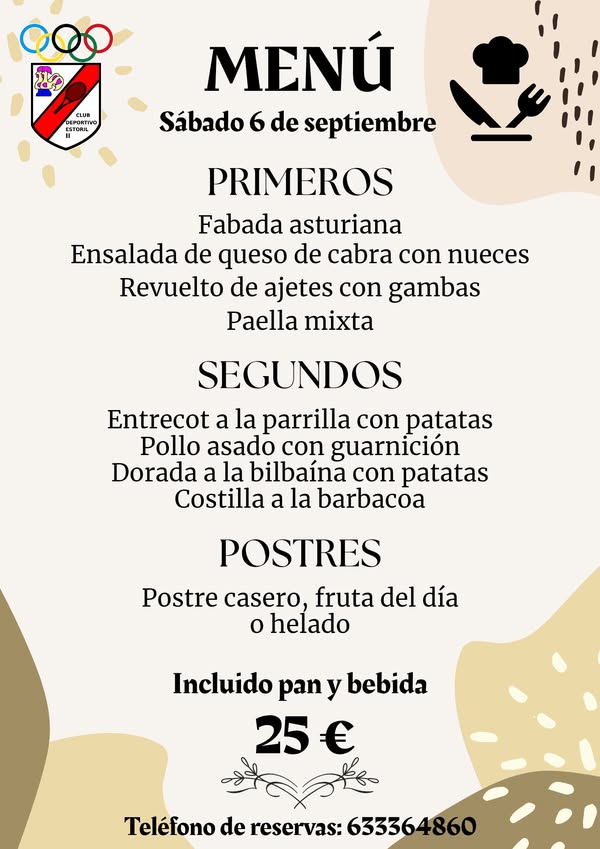 CLUB
DEPORTIVO
ESTORIL
II
MENÚ
Sábado 6 de septiembre
PRIMEROS
Fabada asturiana
Ensalada de queso de cabra con nueces
Revuelto de ajetes con gambas
Paella mixta
SEGUNDOS
Entrecot a la parrilla con patatas
Pollo asado con guarnición
Dorada a la bilbaína con patatas
Costilla a la barbacoa
POSTRES
Postre casero, fruta del día
o helado
Incluido pan y bebida
25 €
Teléfono de reservas: 633364860